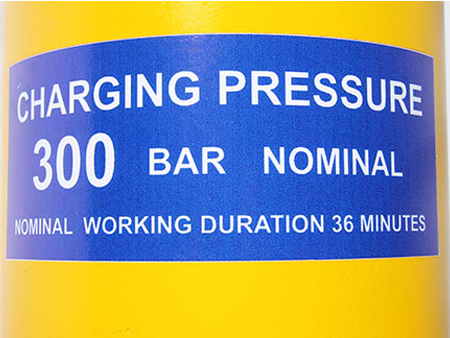 CHARGING PRESSURE
300 BAR NOMINAL
NOMINAL WORKING DURATION 36 MINUTES